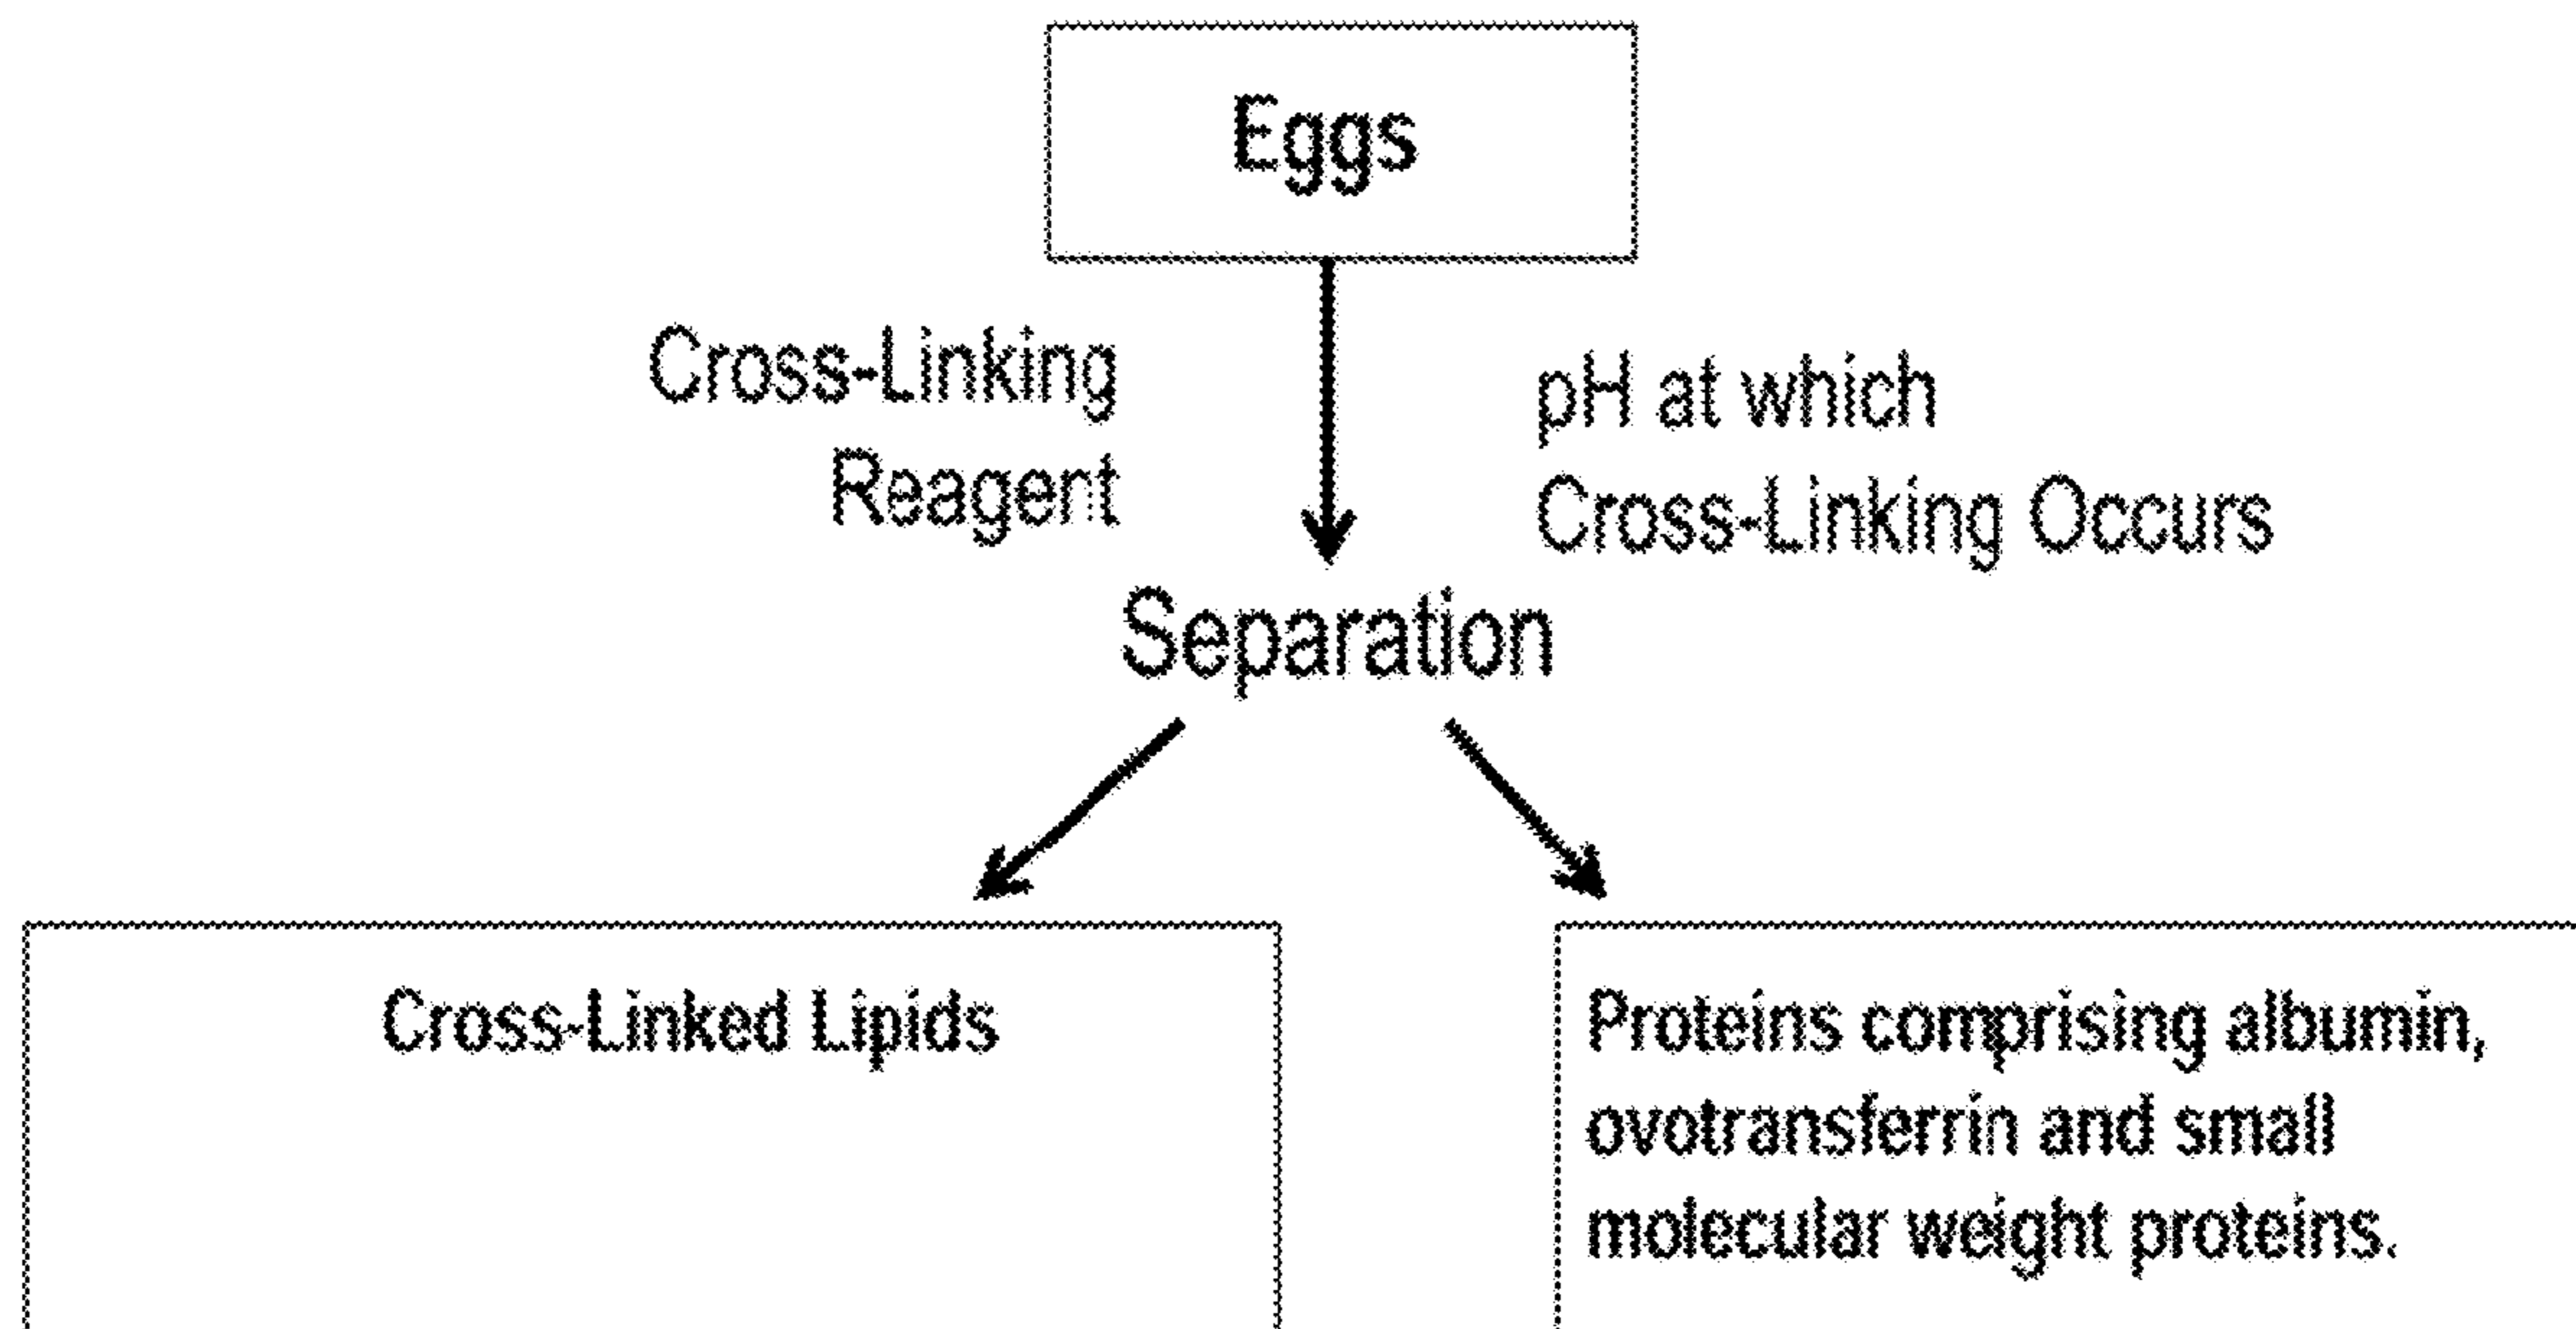 Eggs
Cross-Linking
Reagent
pH at which
Cross-Linking Occurs
Separation
Cross-Linked Lipids
Proteins comprising albumin,
ovotransferrin and small
molecular weight proteins.